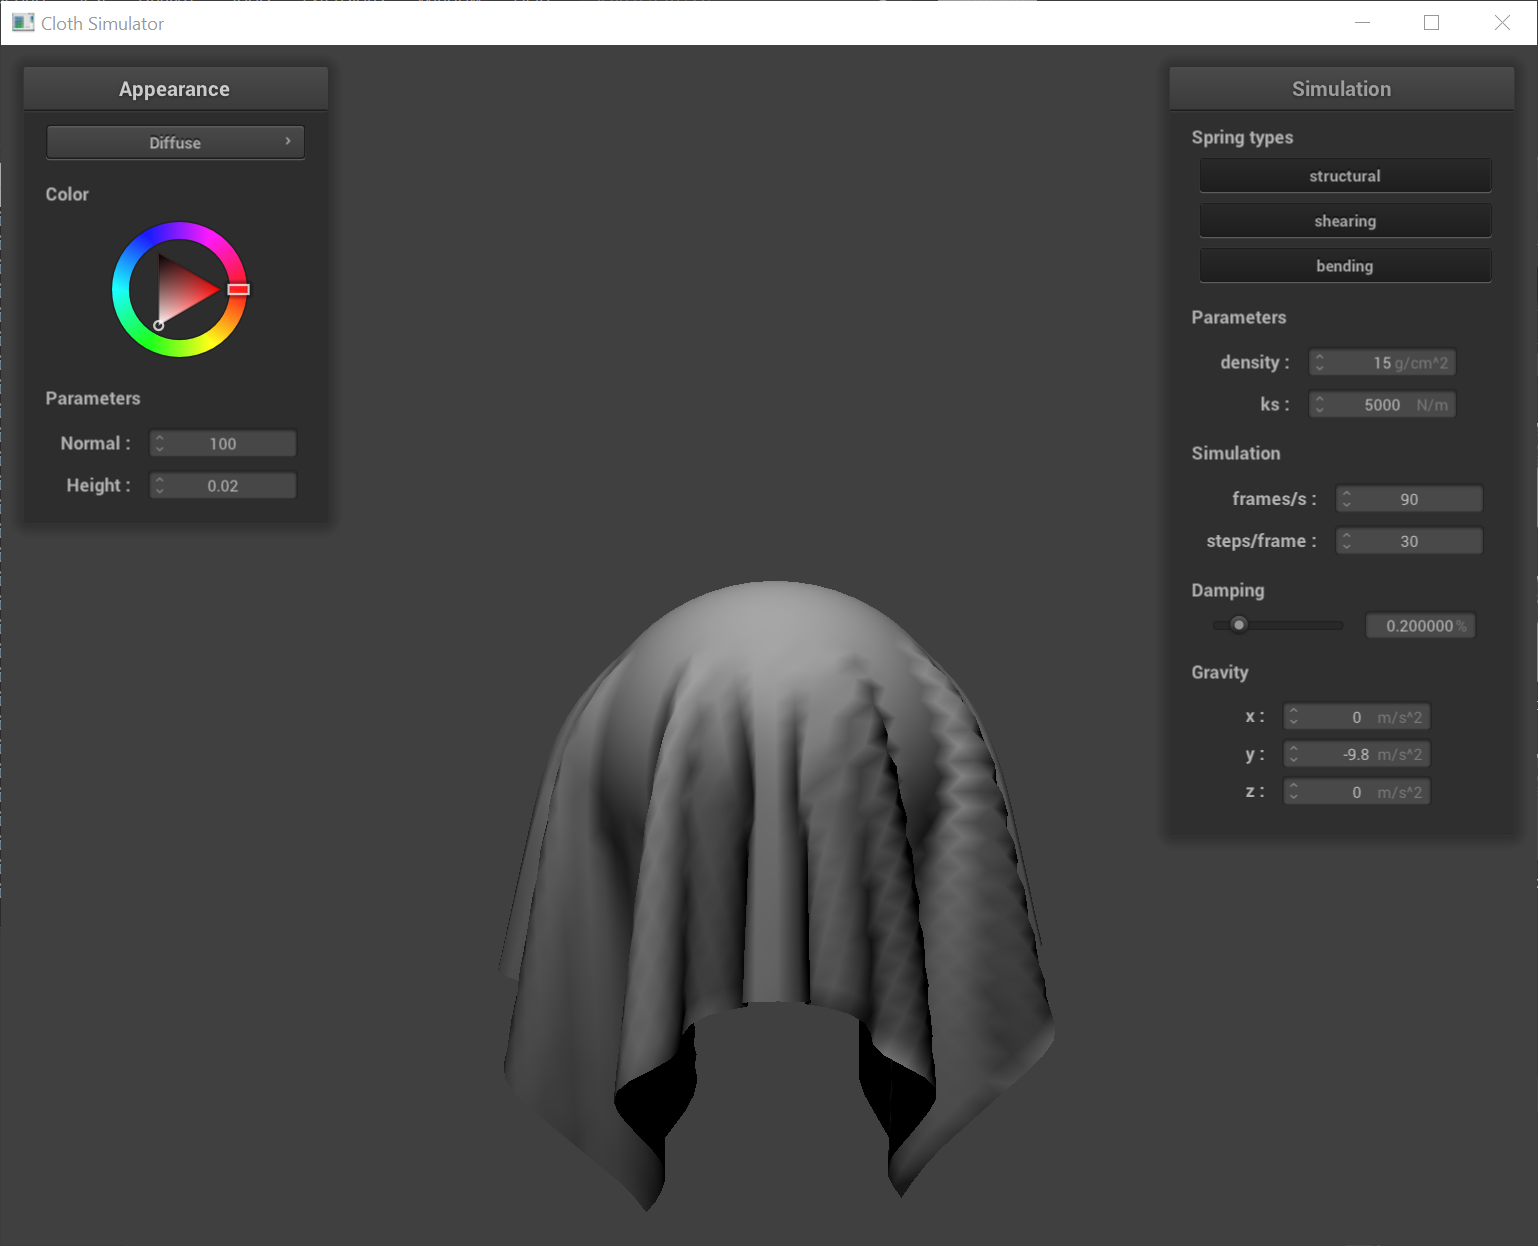 Cloth Simulator
Appearance
Diffuse
Color
Parameters
Normal : 100
Height : 0.02
Simulation
Spring types
structural
shearing
bending
Parameters
density : 15 g/cm^2
ks : 5000 N/m
Simulation
frames/s : 90
steps/frame : 30
Damping
0.200000 %
Gravity
x : 0 m/s^2
y : -9.8 m/s^2
z : 0 m/s^2